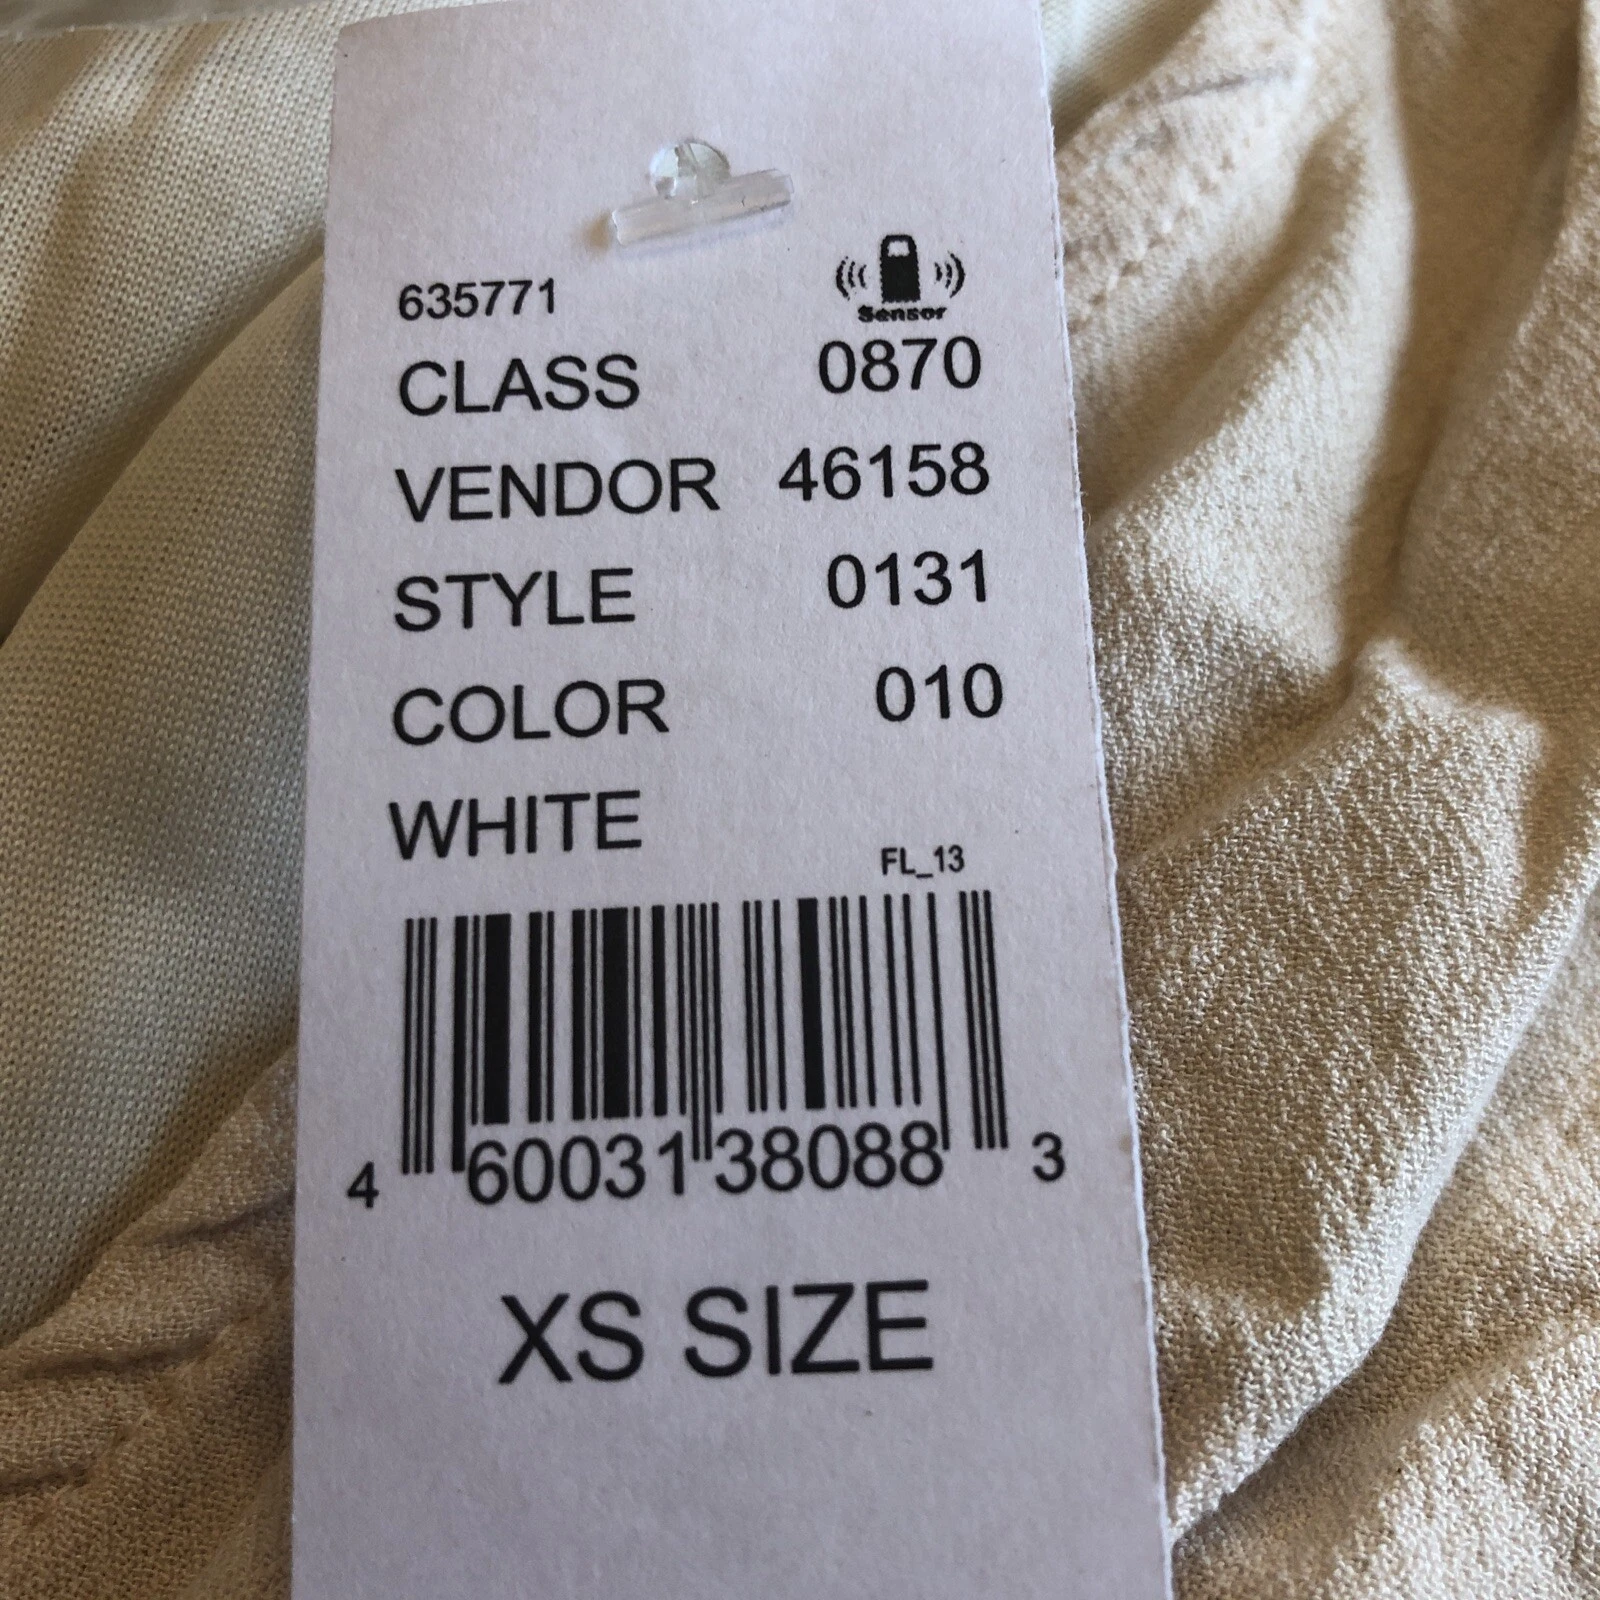 635771
Sensor
CLASS 0870
VENDOR 46158
STYLE 0131
COLOR 010
WHITE
FL_13
4 60031 38088 3
XS SIZE